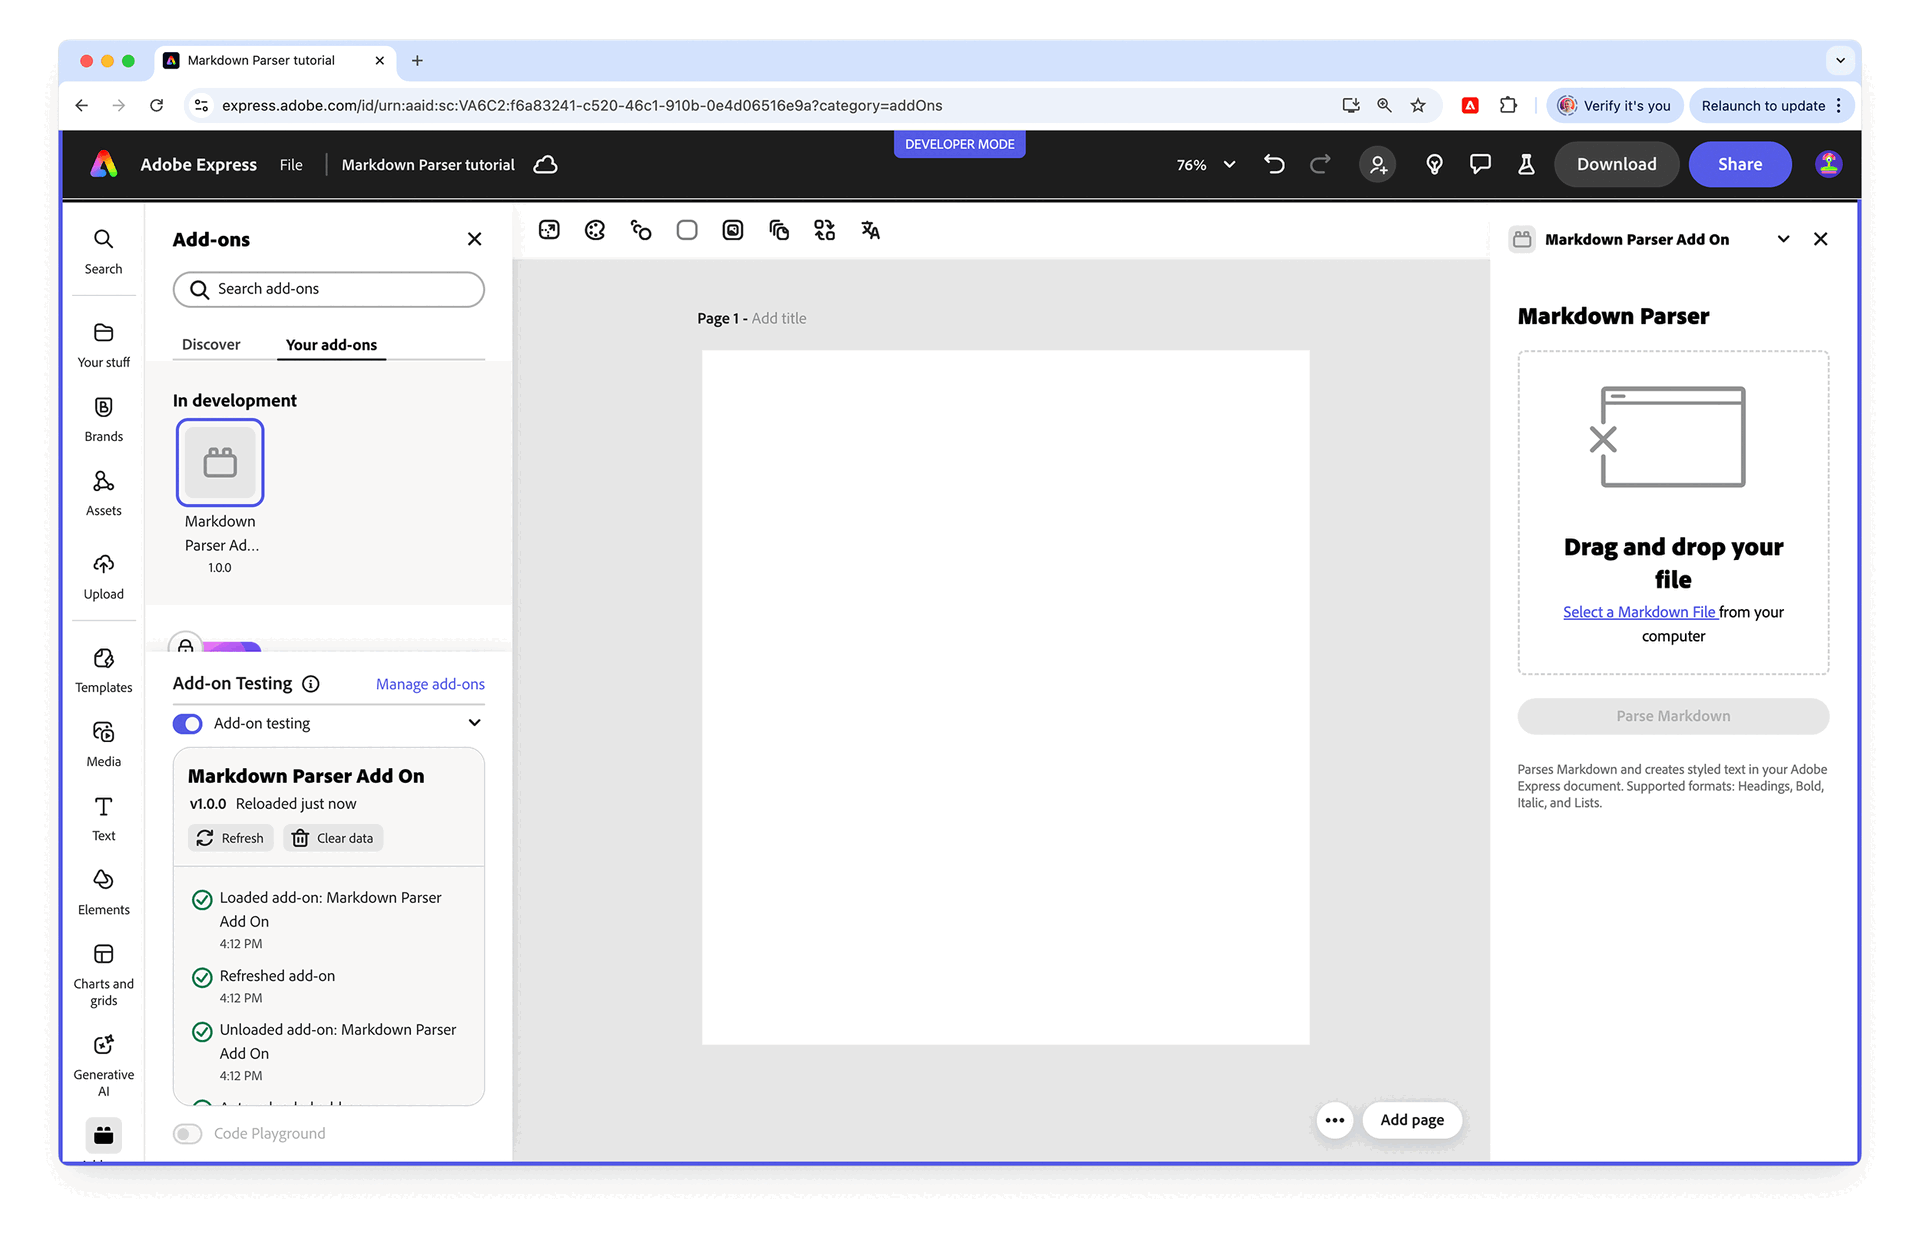 Markdown Parser tutorial
express.adobe.com/id/urn:aaid:sc:VA6C2:f6a83241-c520-46c1-910b-0e4d06516e9a?category=addOns
Verify it's you
Relaunch to update
DEVELOPER MODE
Adobe Express
File
Markdown Parser tutorial
76%
Download
Share
Search
Your stuff
Brands
Assets
Upload
Templates
Media
Text
Elements
Charts and
grids
Generative
AI
Add-ons
Search add-ons
Discover
Your add-ons
In development
Markdown
Parser Ad...
1.0.0
Add-on Testing
Manage add-ons
Add-on testing
Markdown Parser Add On
v1.0.0 Reloaded just now
Refresh
Clear data
Loaded add-on: Markdown Parser
Add On
4:12 PM
Refreshed add-on
4:12 PM
Unloaded add-on: Markdown Parser
Add On
4:12 PM
Code Playground
Page 1 - Add title
Add page
Markdown Parser Add On
Markdown Parser
Drag and drop your
file
Select a Markdown File from your
computer
Parse Markdown
Parses Markdown and creates styled text in your Adobe
Express document. Supported formats: Headings, Bold,
Italic, and Lists.